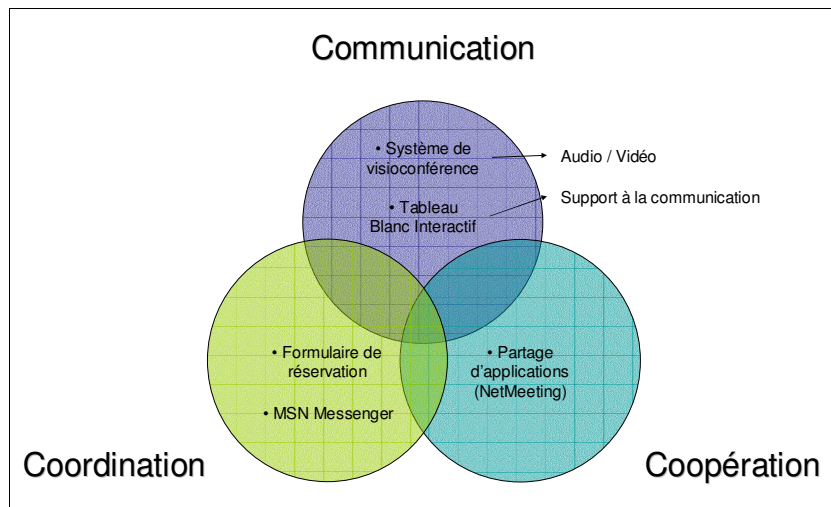 Communication
• Système de
visioconférence
Audio / Vidéo
• Tableau
Blanc Interactif
Support à la communication
• Formulaire de
réservation
• MSN Messenger
• Partage
d'applications
(NetMeeting)
Coordination
Coopération